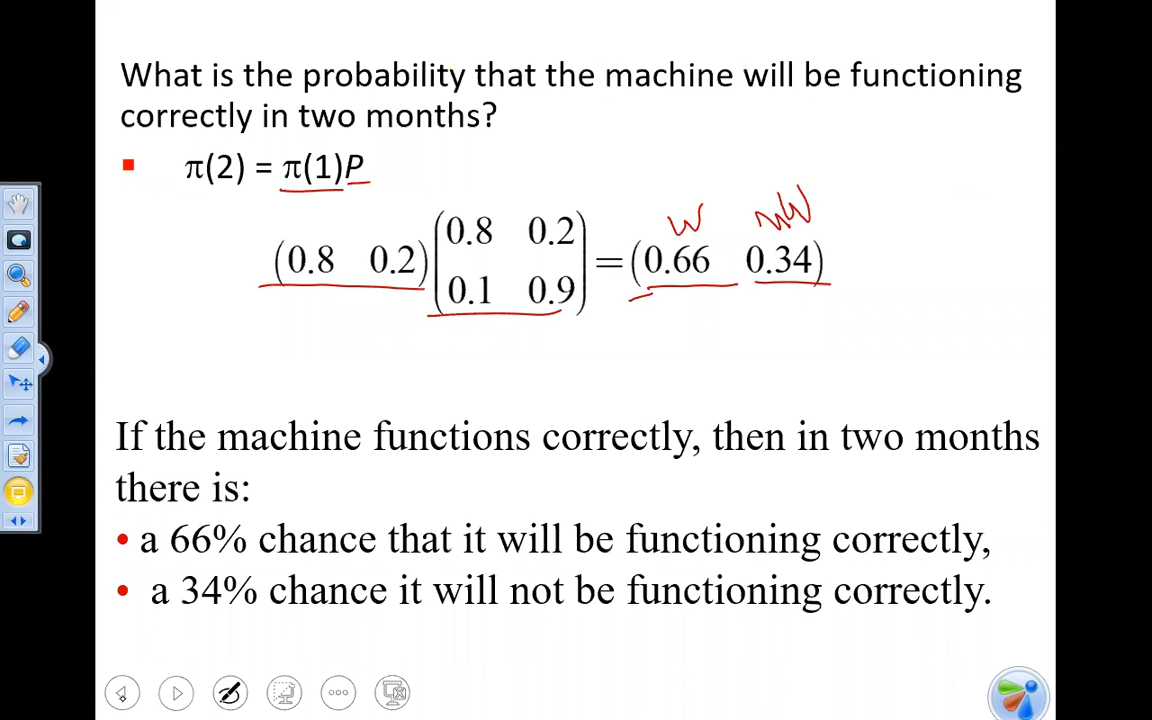 What is the probability that the machine will be functioning
correctly in two months?
▪ π(2) = π(1)P
W NW
(0.8 0.2) (0.8 0.2
0.1 0.9) = (0.66 0.34)
If the machine functions correctly, then in two months
there is:
• a 66% chance that it will be functioning correctly,
• a 34% chance it will not be functioning correctly.